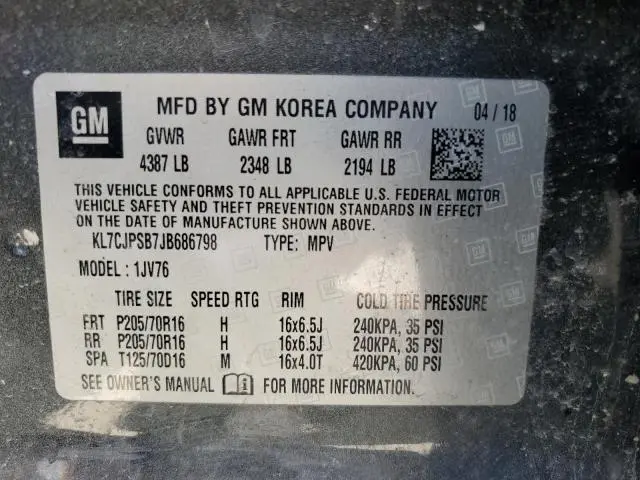 GM MFD BY GM KOREA COMPANY 04 / 18
GVWR GAWR FRT GAWR RR
4387 LB 2348 LB 2194 LB
THIS VEHICLE CONFORMS TO ALL APPLICABLE U.S. FEDERAL MOTOR
VEHICLE SAFETY AND THEFT PREVENTION STANDARDS IN EFFECT
ON THE DATE OF MANUFACTURE SHOWN ABOVE.
KL7CJPSB7JB686798 TYPE: MPV
MODEL : 1JV76
TIRE SIZE SPEED RTG RIM COLD TIRE PRESSURE
FRT P205/70R16 H 16x6.5J 240KPA, 35 PSI
RR P205/70R16 H 16x6.5J 240KPA, 35 PSI
SPA T125/70D16 M 16x4.0T 420KPA, 60 PSI
SEE OWNER'S MANUAL FOR MORE INFORMATION.